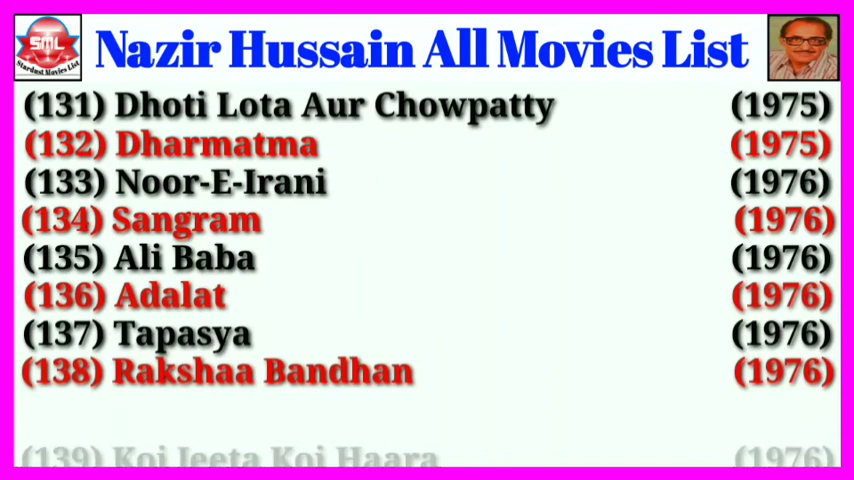 SML
Stardust Movies List
Nazir Hussain All Movies List
(131) Dhoti Lota Aur Chowpatty (1975)
(132) Dharmatma (1975)
(133) Noor-E-Irani (1976)
(134) Sangram (1976)
(135) Ali Baba (1976)
(136) Adalat (1976)
(137) Tapasya (1976)
(138) Rakshaa Bandhan (1976)
(139) Koi Jeeta Koi Haara (1976)